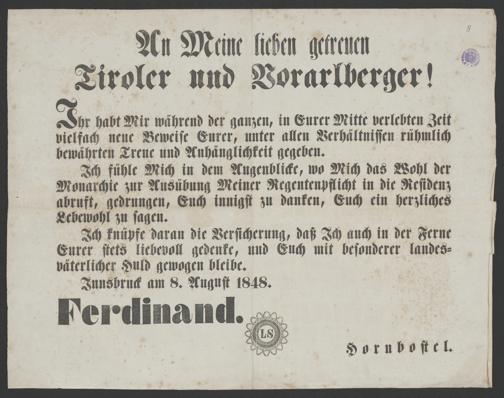 8
An Meine lieben getreuen
Tiroler und Vorarlberger!
Ihr habt Mir während der ganzen, in Eurer Mitte verlebten Zeit
vielfach neue Beweise Eurer, unter allen Verhältnissen rühmlich
bewährten Treue und Anhänglichkeit gegeben.
Ich fühle Mich in dem Augenblicke, wo Mich das Wohl der
Monarchie zur Ausübung Meiner Regentenpflicht in die Residenz
abruft, gedrungen, Euch innigst zu danken, Euch ein herzliches
Lebewohl zu sagen.
Ich knüpfe daran die Versicherung, daß Ich auch in der Ferne
Eurer stets liebevoll gedenke, und Euch mit besonderer landes-
väterlicher Huld gewogen bleibe.
Innsbruck am 8. August 1848.
Ferdinand.
LS
Hornbostel.